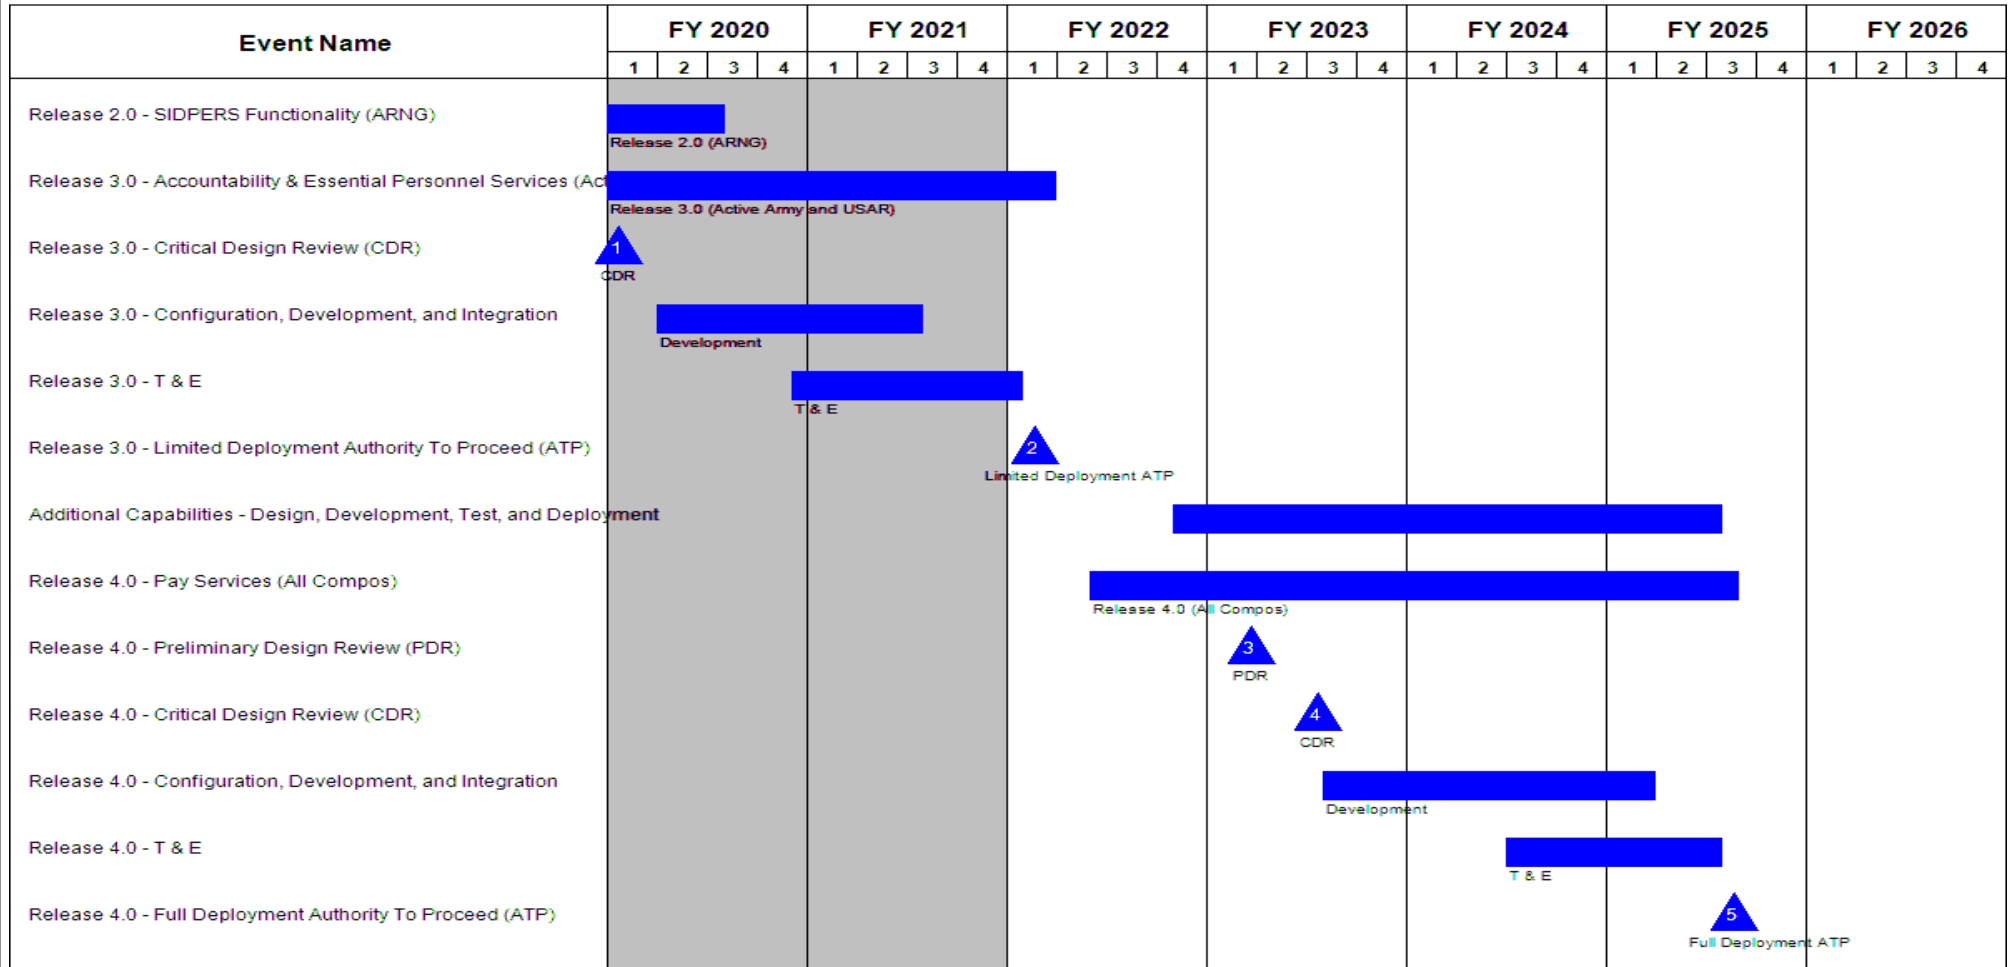 Event Name
FY 2020 FY 2021 FY 2022 FY 2023 FY 2024 FY 2025 FY 2026
1 2 3 4 1 2 3 4 1 2 3 4 1 2 3 4 1 2 3 4 1 2 3 4 1 2 3 4
Release 2.0 - SIDPERS Functionality (ARNG)
Release 2.0 (ARNG)
Release 3.0 - Accountability & Essential Personnel Services (Act
Release 3.0 (Active Army and USAR)
Release 3.0 - Critical Design Review (CDR)
1
CDR
Release 3.0 - Configuration, Development, and Integration
Development
Release 3.0 - T & E
T & E
Release 3.0 - Limited Deployment Authority To Proceed (ATP)
2
Limited Deployment ATP
Additional Capabilities - Design, Development, Test, and Deployment
Release 4.0 - Pay Services (All Compos)
Release 4.0 (All Compos)
Release 4.0 - Preliminary Design Review (PDR)
3
PDR
Release 4.0 - Critical Design Review (CDR)
4
CDR
Release 4.0 - Configuration, Development, and Integration
Development
Release 4.0 - T & E
T & E
Release 4.0 - Full Deployment Authority To Proceed (ATP)
5
Full Deployment ATP